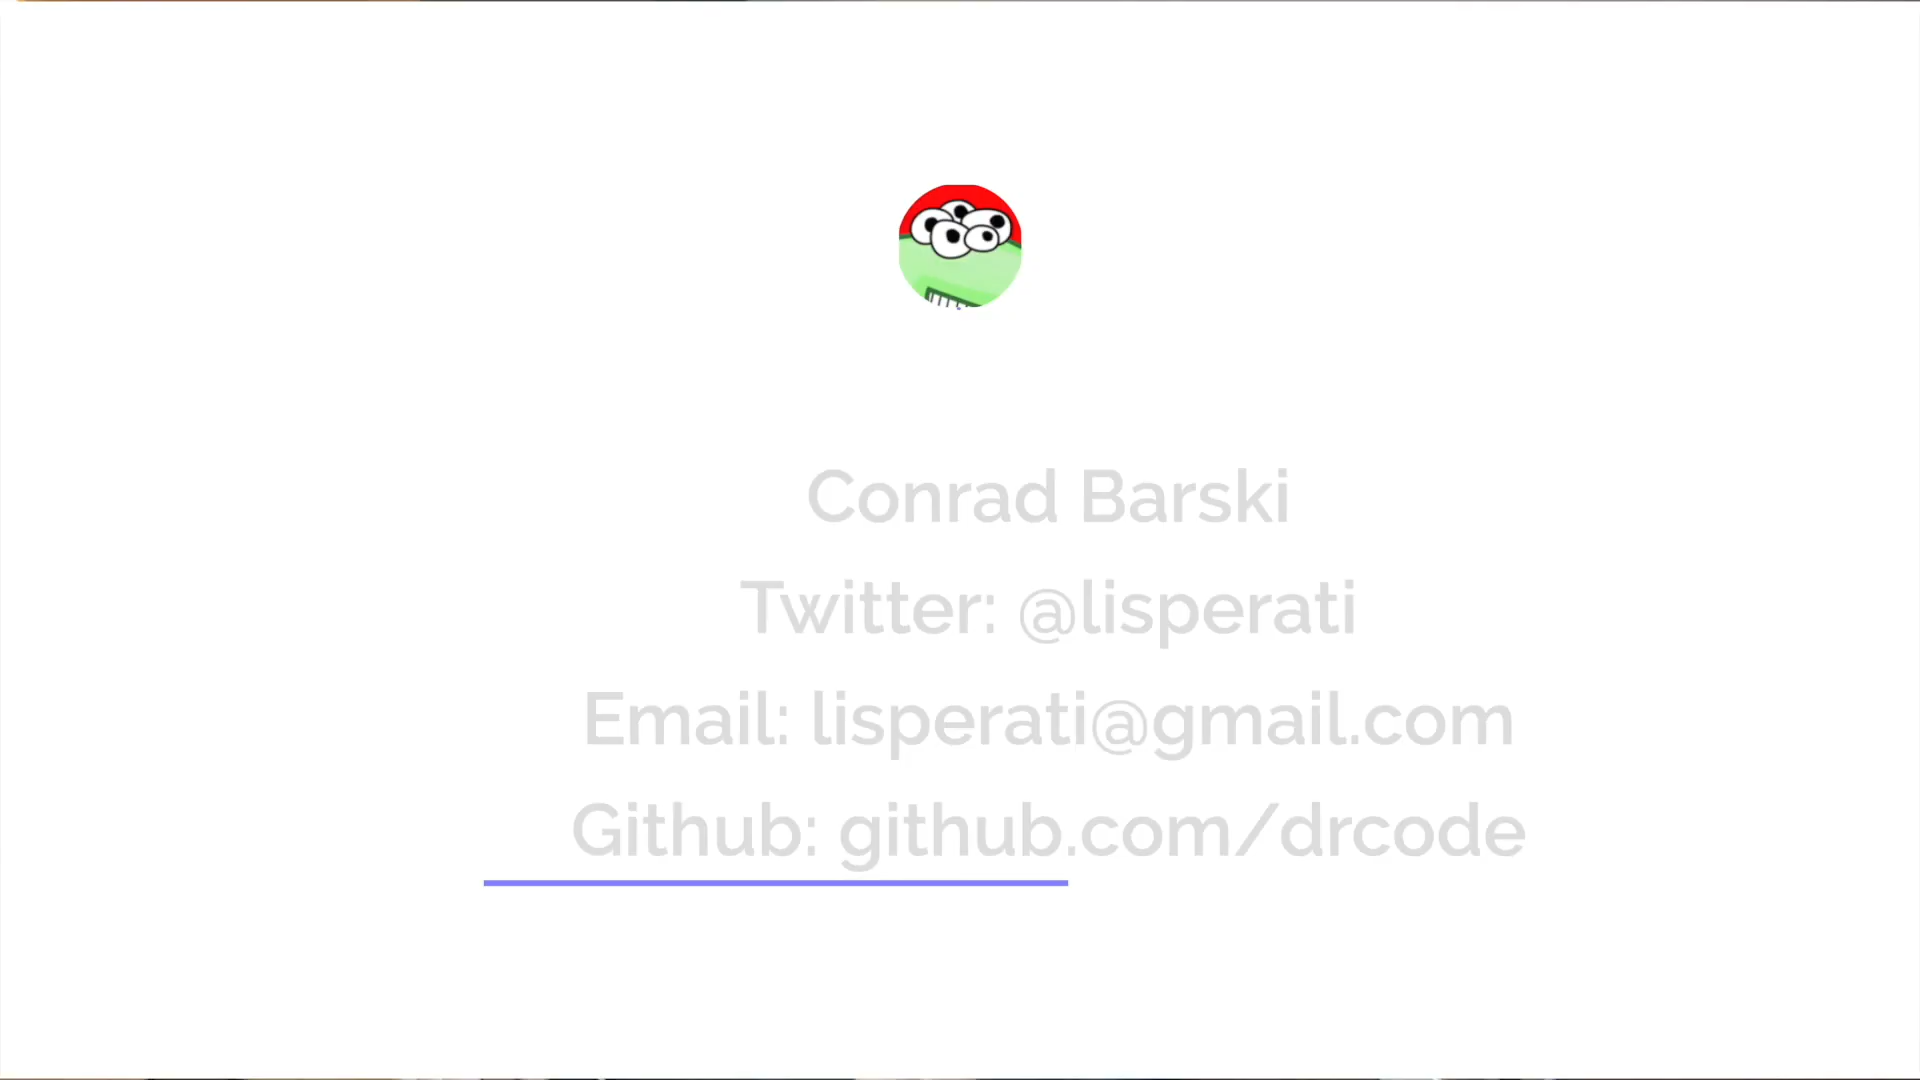 Conrad Barski
Twitter: @lisperati
Email: lisperati@gmail.com
Github: github.com/drcode